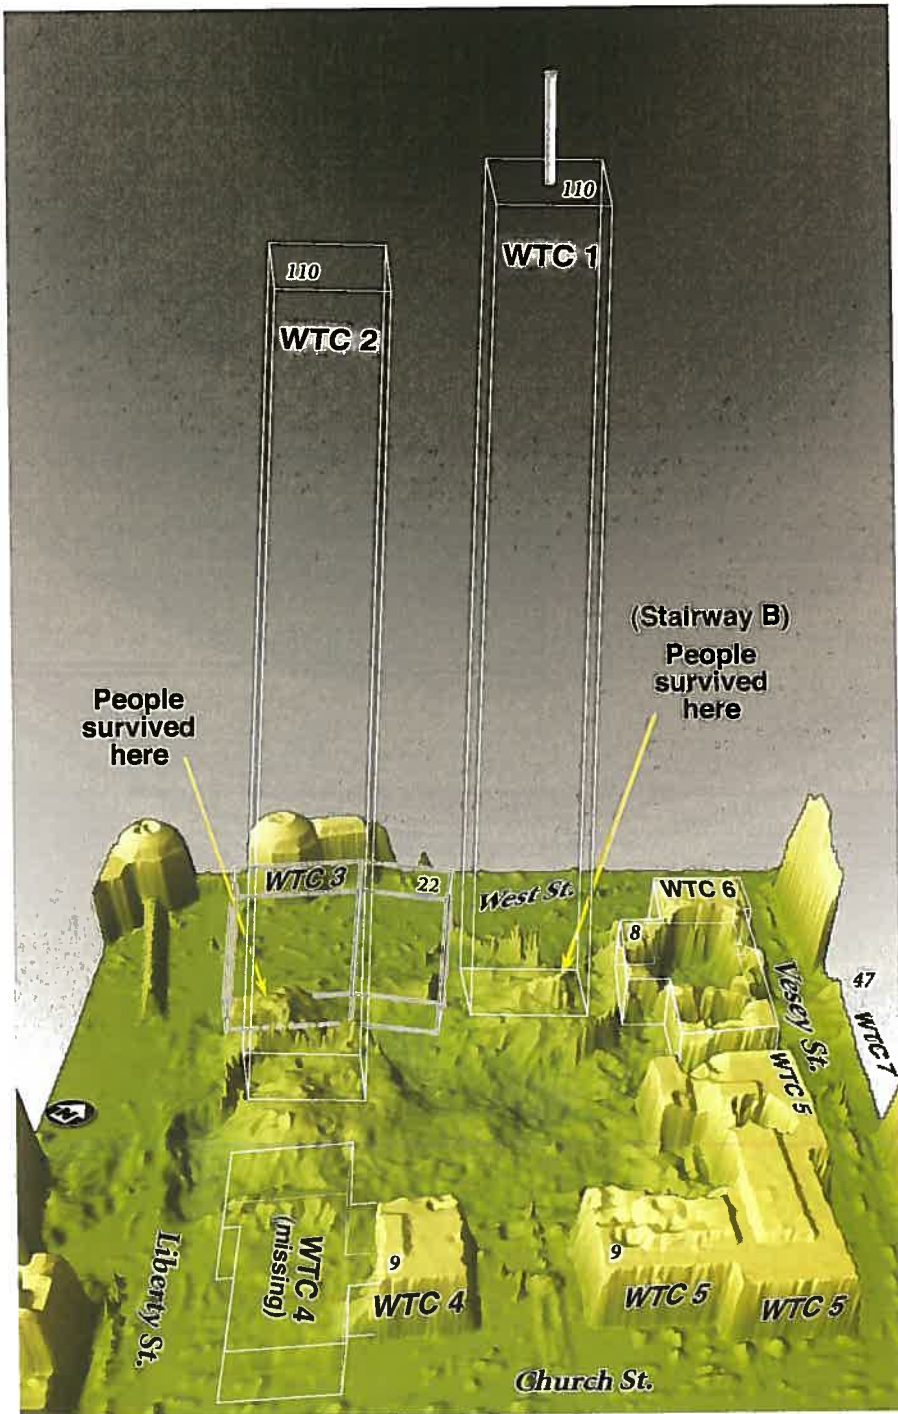 110
WTC 1
110
WTC 2
(Stairway B)
People
survived
here
People
survived
here
WTC 3
22
West St.
WTC 6
8
Vesey St.
47
WTC 7
WTC 5
N
Liberty St.
WTC 4
(missing)
9
WTC 4
9
WTC 5
WTC 5
Church St.